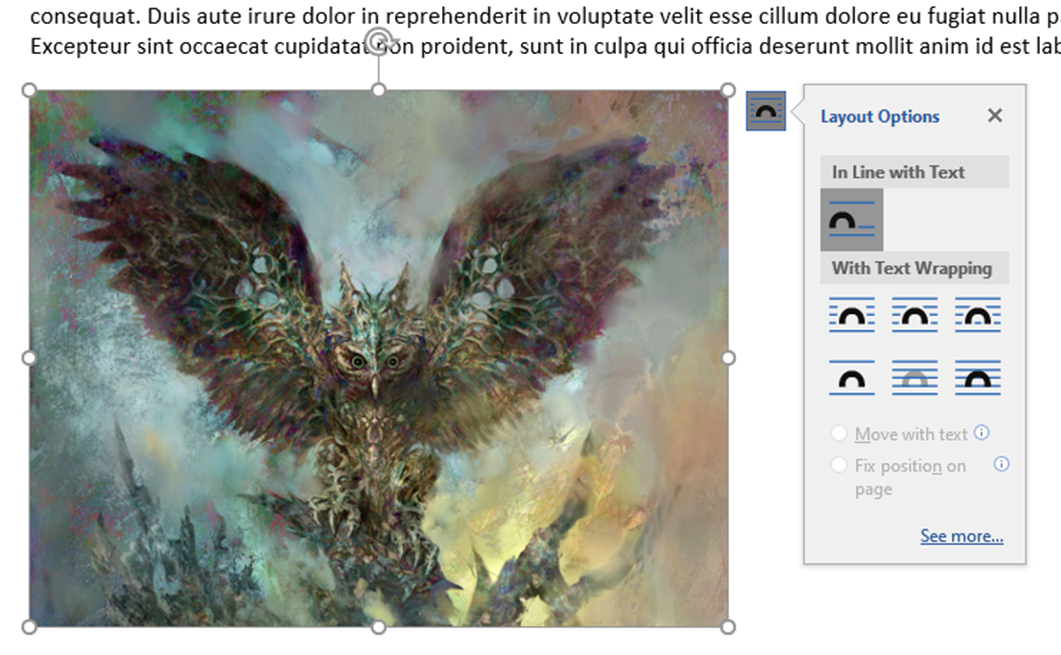 consequat. Duis aute irure dolor in reprehenderit in voluptate velit esse cillum dolore eu fugiat nulla
Excepteur sint occaecat cupidatat non proident, sunt in culpa qui officia deserunt mollit anim id est
Layout Options
In Line with Text
With Text Wrapping
Move with text
Fix position on
page
See more...